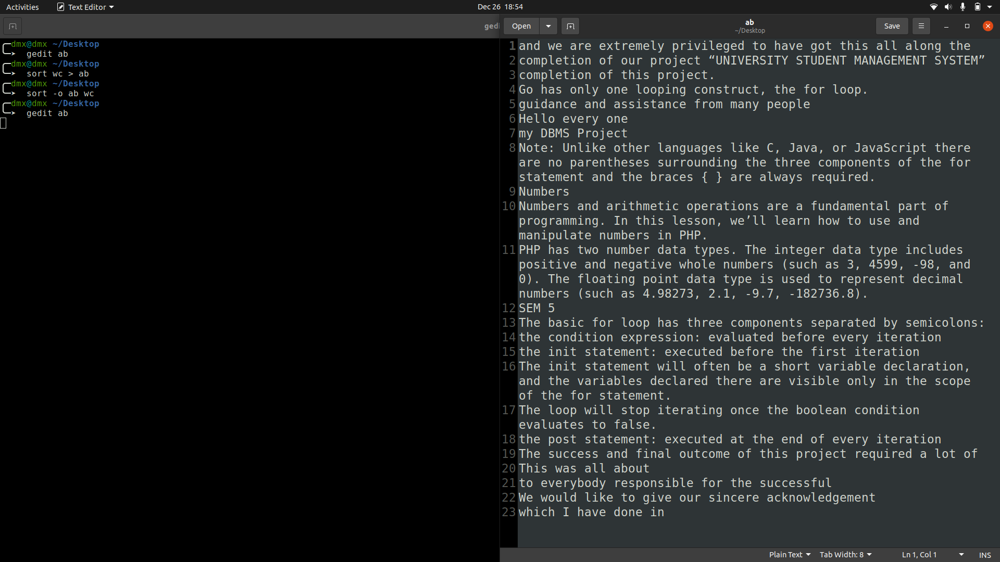 Activities Text Editor Dec 26 18:54
gedi
dmx@dmx ~/Desktop
➤ gedit ab
dmx@dmx ~/Desktop
➤ sort wc > ab
dmx@dmx ~/Desktop
➤ sort -o ab wc
dmx@dmx ~/Desktop
➤ gedit ab
Open ab Save
~/Desktop
1 and we are extremely privileged to have got this all along the
2 completion of our project “UNIVERSITY STUDENT MANAGEMENT SYSTEM”
3 completion of this project.
4 Go has only one looping construct, the for loop.
5 guidance and assistance from many people
6 Hello every one
7 my DBMS Project
8 Note: Unlike other languages like C, Java, or JavaScript there
are no parentheses surrounding the three components of the for
statement and the braces { } are always required.
9 Numbers
10 Numbers and arithmetic operations are a fundamental part of
programming. In this lesson, we’ll learn how to use and
manipulate numbers in PHP.
11 PHP has two number data types. The integer data type includes
positive and negative whole numbers (such as 3, 4599, -98, and
0). The floating point data type is used to represent decimal
numbers (such as 4.98273, 2.1, -9.7, -182736.8).
12 SEM 5
13 The basic for loop has three components separated by semicolons:
14 the condition expression: evaluated before every iteration
15 the init statement: executed before the first iteration
16 The init statement will often be a short variable declaration,
and the variables declared there are visible only in the scope
of the for statement.
17 The loop will stop iterating once the boolean condition
evaluates to false.
18 the post statement: executed at the end of every iteration
19 The success and final outcome of this project required a lot of
20 This was all about
21 to everybody responsible for the successful
22 We would like to give our sincere acknowledgement
23 which I have done in
Plain Text Tab Width: 8 Ln 1, Col 1 INS